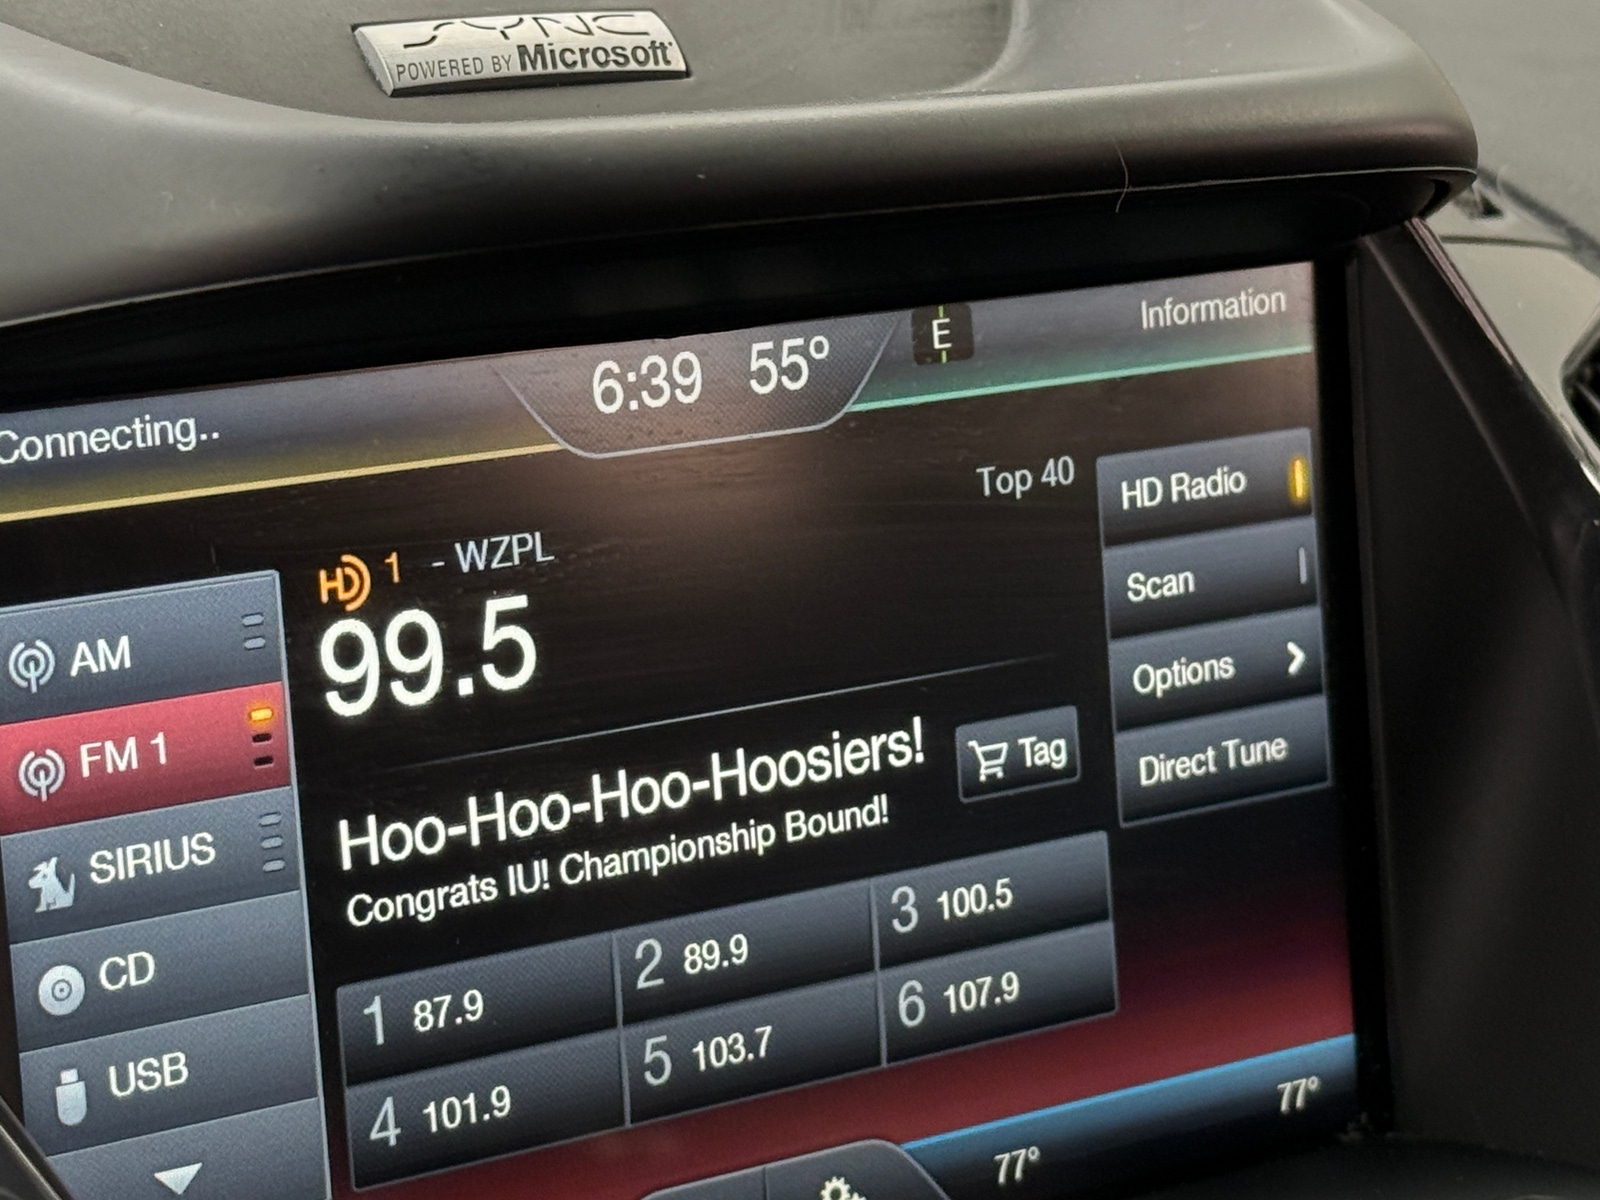 SYNC
POWERED BY Microsoft
Connecting..
6:39 55°
E
Information
AM
FM 1
SIRIUS
CD
USB
HD 1 - WZPL
Top 40
99.5
Hoo-Hoo-Hoo-Hoosiers!
Congrats IU! Championship Bound!
Tag
HD Radio
Scan
Options
Direct Tune
1 87.9
2 89.9
3 100.5
4 101.9
5 103.7
6 107.9
77°
77°